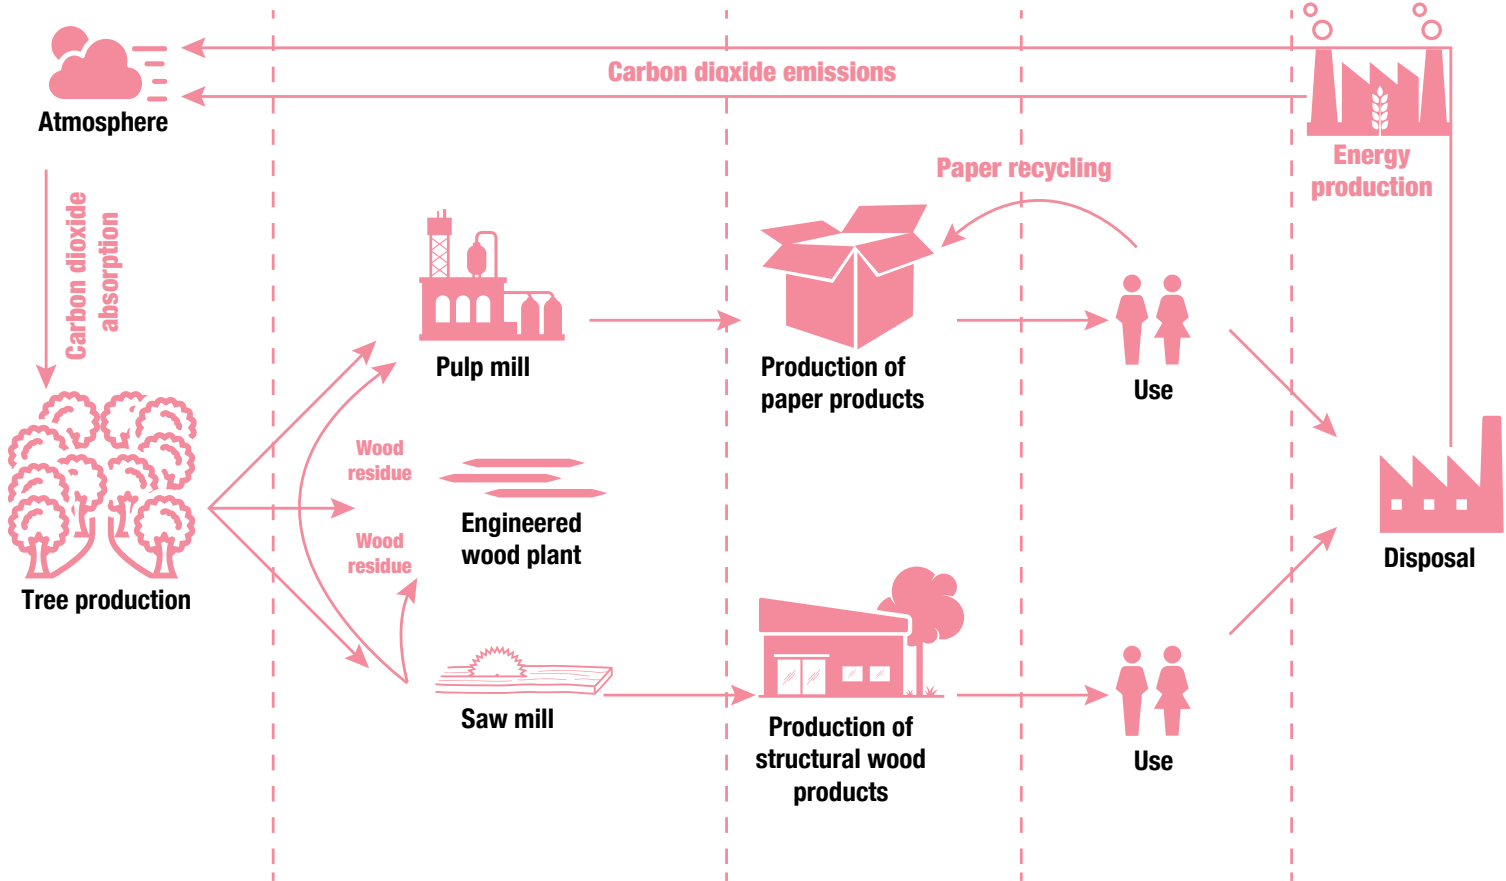 Carbon dioxide emissions
Atmosphere
Energy
production
Paper recycling
Carbon dioxide
absorption
Pulp mill
Production of
paper products
Use
Wood
residue
Engineered
wood plant
Wood
residue
Disposal
Tree production
Saw mill
Production of
structural wood
products
Use